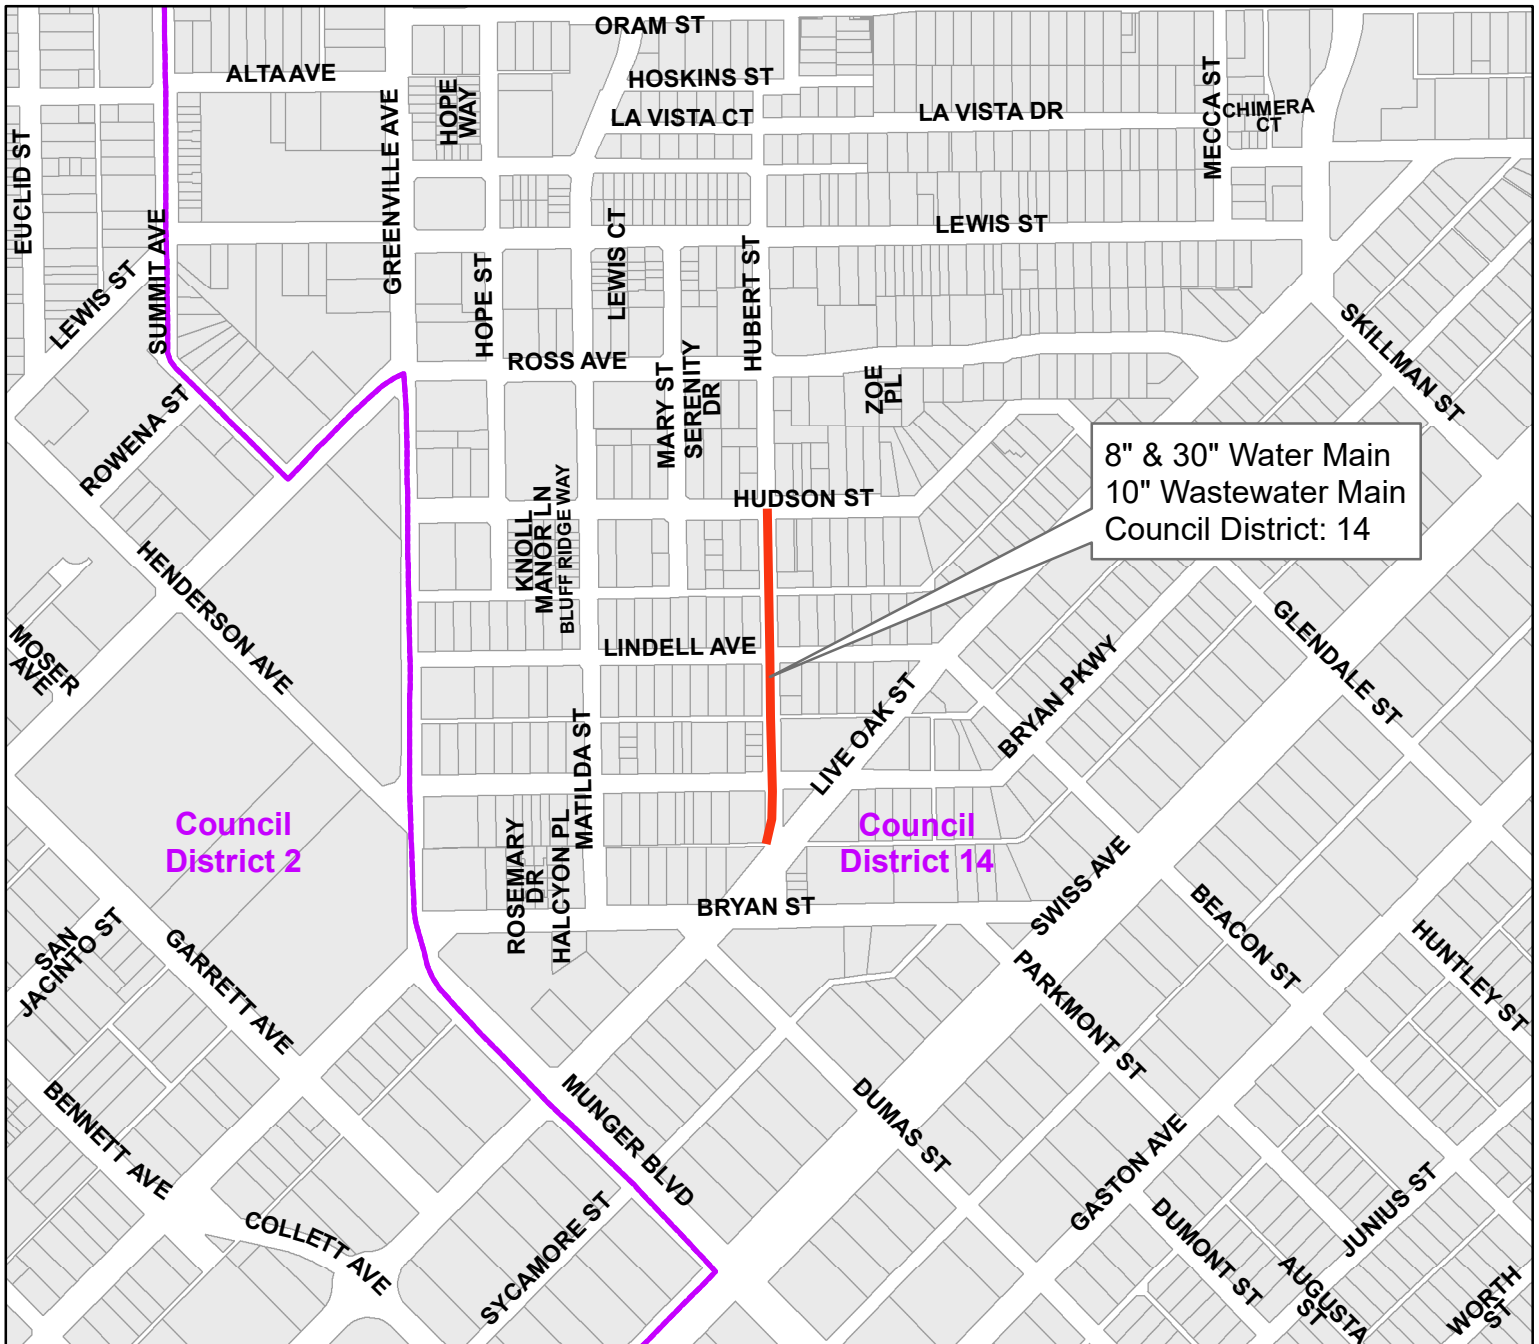 ORAM ST
ALTA AVE
HOSKINS ST
HOPE
WAY
LA VISTA CT
LA VISTA DR
MECCA ST
CHIMERA
CT
EUCLID ST
GREENVILLE AVE
SUMMIT AVE
LEWIS ST
LEWIS CT
LEWIS ST
HUBERT ST
HOPE ST
ROSS AVE
SKILLMAN ST
MARY ST
SERENITY
DR
ZOE
PL
ROWENA ST
8" & 30" Water Main
10" Wastewater Main
Council District: 14
HUDSON ST
KNOLL
MANOR LN
BLUFF RIDGE WAY
HENDERSON AVE
MOSER
AVE
LINDELL AVE
GLENDALE ST
BRYAN PKWY
LIVE OAK ST
MATILDA ST
Council
District 2
Council
District 14
ROSEMARY
DR
HALCYON PL
SWISS AVE
BRYAN ST
BEACON ST
SAN
JACINTO ST
GARRETT AVE
HUNTLEY ST
PARKMONT ST
BENNETT AVE
MUNGER BLVD
DUMAS ST
GASTON AVE
COLLETT AVE
SYCAMORE ST
DUMONT ST
JUNIUS ST
AUGUSTA
ST
WORTH
ST